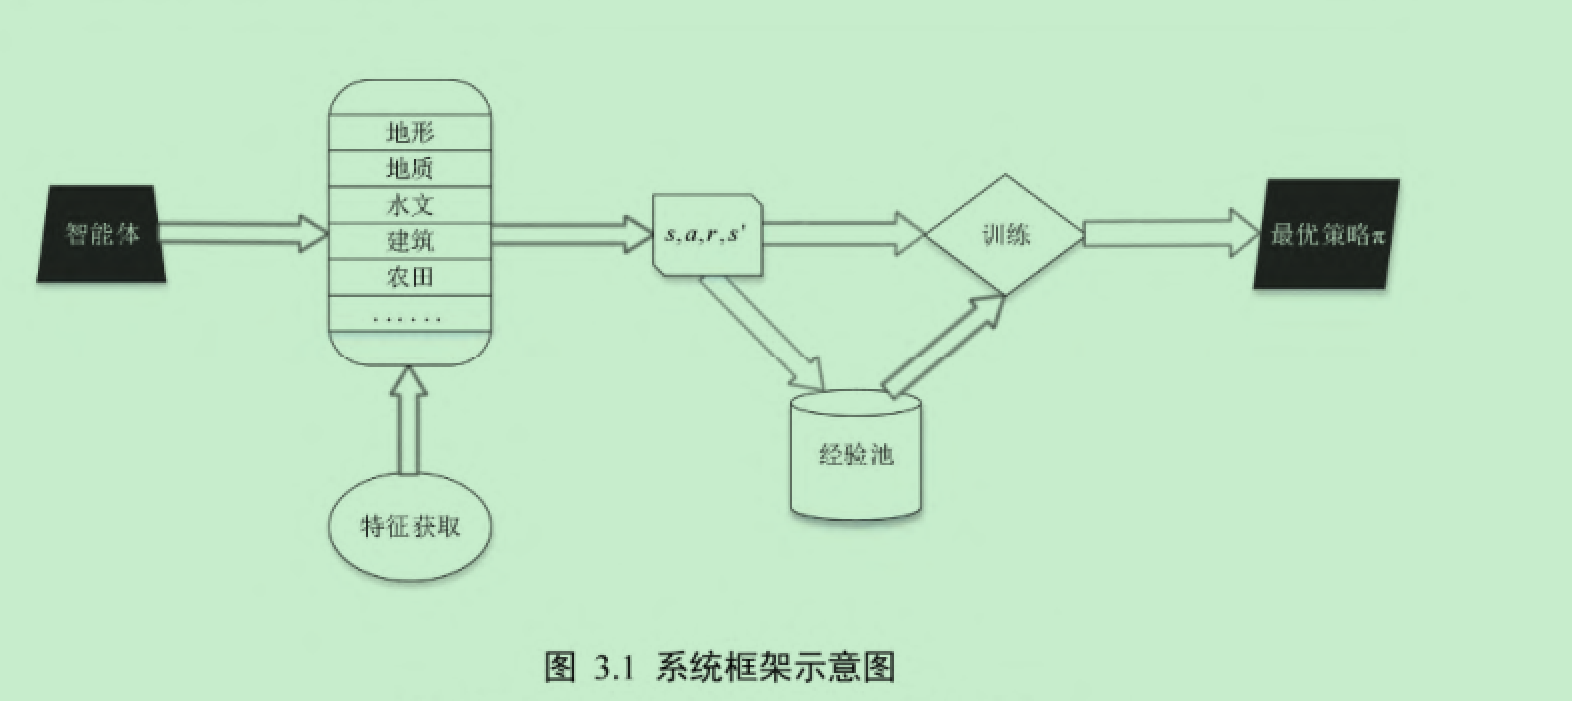 智能体
地形
地质
水文
建筑
农田
......
特征获取
s,a,r,s'
经验池
训练
最优策略π
图 3.1 系统框架示意图